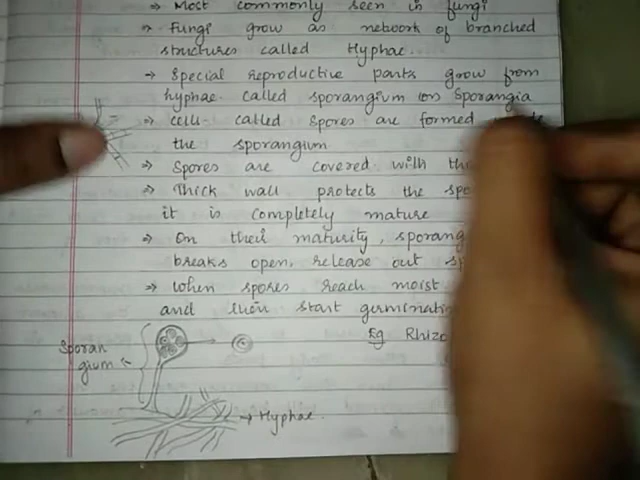 → Most commonly seen in fungi
→ Fungi grow as network of branched
structures called Hyphae.
→ Special reproductive parts grow from
hyphae called sporangium (or) Sporangia
→ Cells called Spores are formed
the sporangium
→ Spores are covered with
→ Thick wall protects the
it is completely mature
→ On their maturity,
breaks open, release out
→ When spores reach moist
and then start
Eg
Sporan
gium
→ Hyphae.